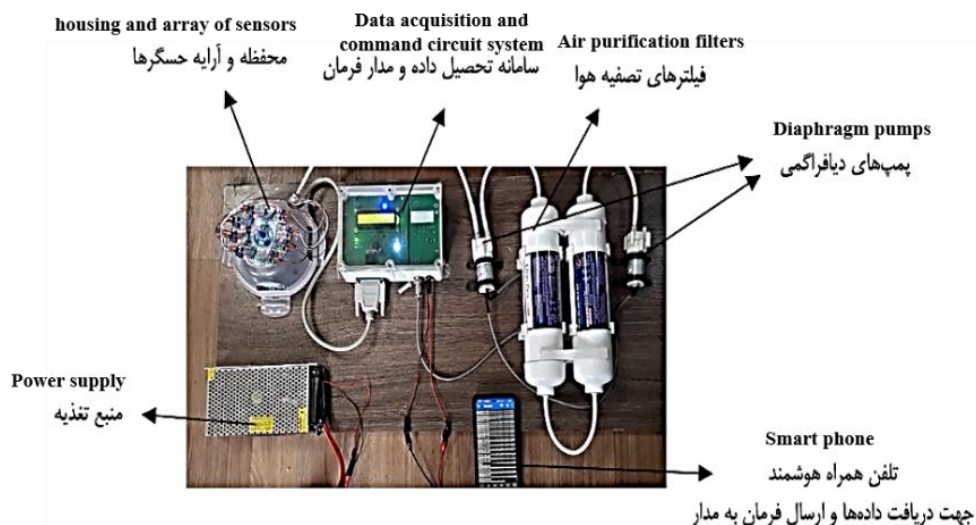 housing and array of sensors
محفظه و آرایه حسگرها
Data acquisition and
command circuit system
سامانه تحصیل داده و مدار فرمان
Air purification filters
فیلترهای تصفیه هوا
Diaphragm pumps
پمپ‌های دیافراگمی
Power supply
منبع تغذیه
Smart phone
تلفن همراه هوشمند
جهت دریافت داده‌ها و ارسال فرمان به مدار